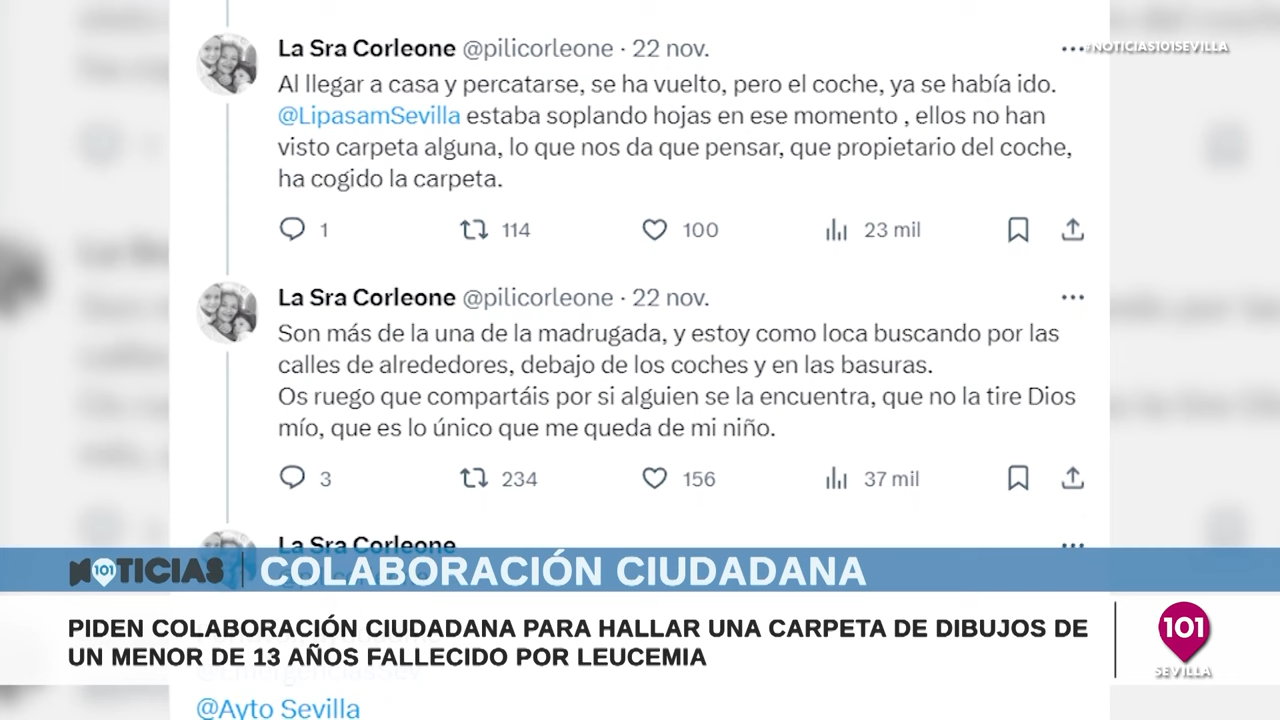 La Sra Corleone @pilicorleone · 22 nov.
#NOTICIAS101SEVILLA
Al llegar a casa y percatarse, se ha vuelto, pero el coche, ya se había ido.
@LipasamSevilla estaba soplando hojas en ese momento , ellos no han
visto carpeta alguna, lo que nos da que pensar, que propietario del coche,
ha cogido la carpeta.
1 114 100 23 mil
La Sra Corleone @pilicorleone · 22 nov.
Son más de la una de la madrugada, y estoy como loca buscando por las
calles de alrededores, debajo de los coches y en las basuras.
Os ruego que compartáis por si alguien se la encuentra, que no la tire Dios
mío, que es lo único que me queda de mi niño.
3 234 156 37 mil
La Sra Corleone
NOTICIAS 101 COLABORACIÓN CIUDADANA
PIDEN COLABORACIÓN CIUDADANA PARA HALLAR UNA CARPETA DE DIBUJOS DE
UN MENOR DE 13 AÑOS FALLECIDO POR LEUCEMIA
101
SEVILLA
@EmergenciasSev
@Ayto Sevilla